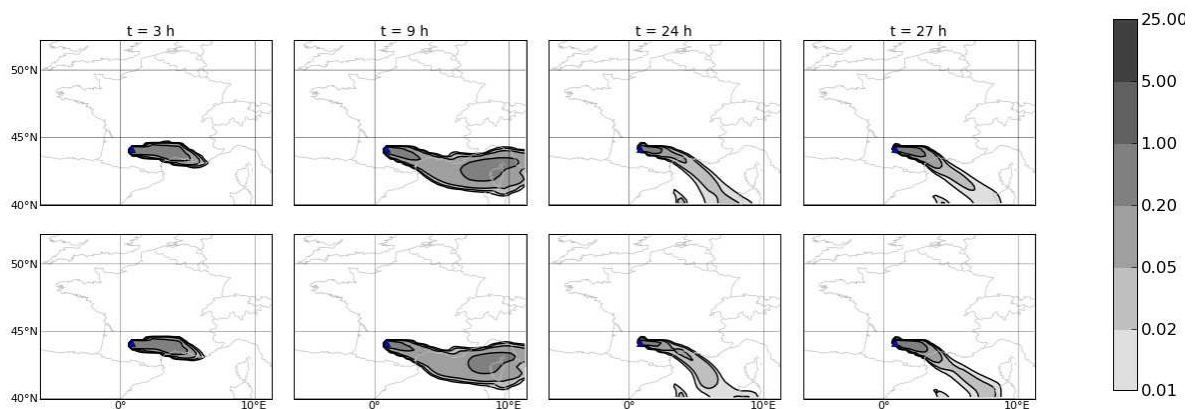 t = 3 h t = 9 h t = 24 h t = 27 h
50°N
45°N
40°N
50°N
45°N
40°N
0° 10°E 0° 10°E 0° 10°E 0° 10°E
25.00
5.00
1.00
0.20
0.05
0.02
0.01